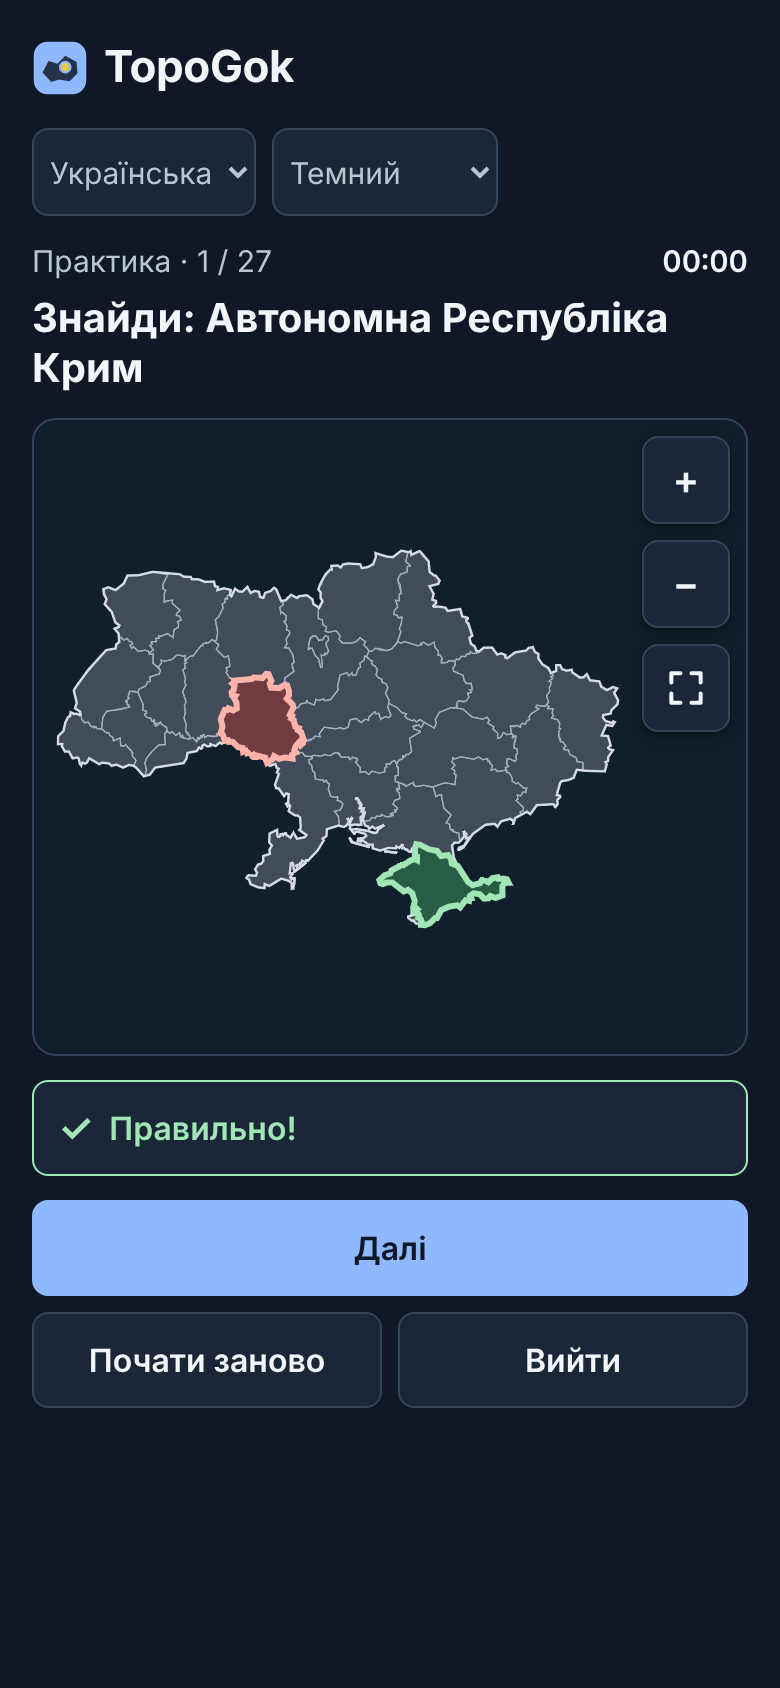 TopoGok
Українська
Темний
Практика · 1 / 27
00:00
Знайди: Автономна Республіка
Крим
+
−
✓ Правильно!
Далі
Почати заново
Вийти